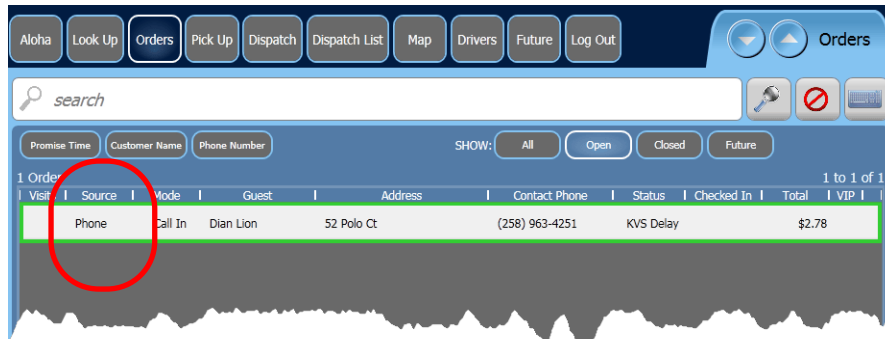 Aloha Look Up Orders Pick Up Dispatch Dispatch List Map Drivers Future Log Out Orders
search
Promise Time Customer Name Phone Number SHOW: All Open Closed Future
1 Order 1 to 1 of 1
Visit Source Mode Guest Address Contact Phone Status Checked In Total VIP
Phone Call In Dian Lion 52 Polo Ct (258) 963-4251 KVS Delay $2.78